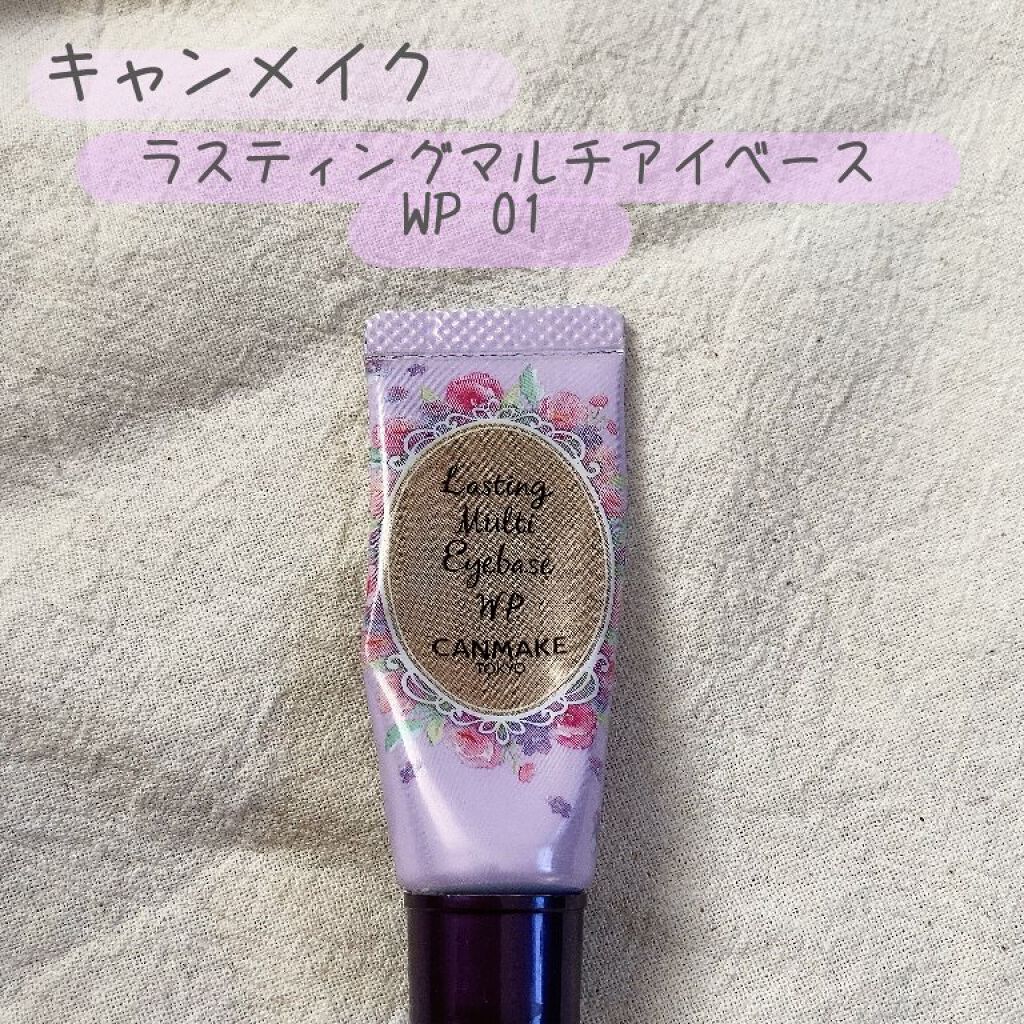 キャンメイク
ラスティングマルチアイベース
WP 01
Lasting
Multi
Eyebase
WP
CANMAKE
TOKYO